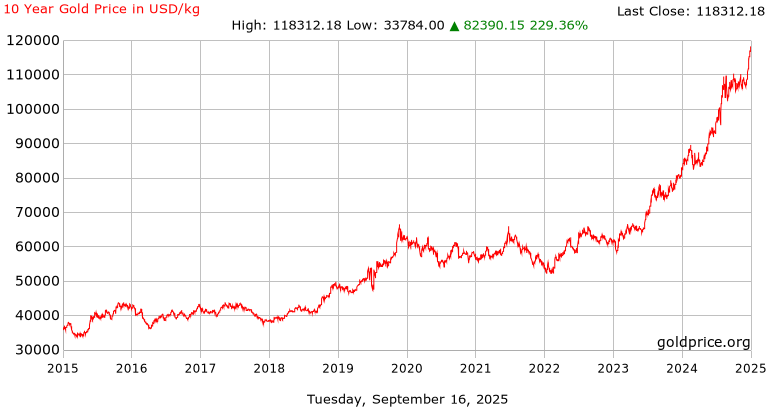 10 Year Gold Price in USD/kg
Last Close: 118312.18
High: 118312.18 Low: 33784.00 ▲ 82390.15 229.36%
120000
110000
100000
90000
80000
70000
60000
50000
40000
30000
goldprice.org
2015 2016 2017 2018 2019 2020 2021 2022 2023 2024 2025
Tuesday, September 16, 2025